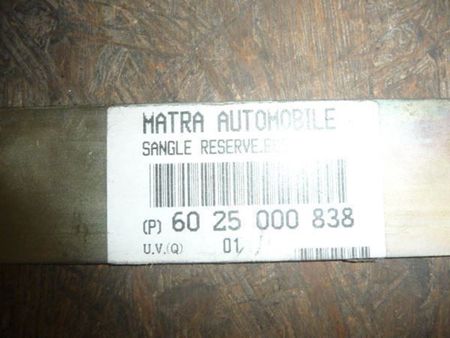 MATRA AUTOMOBILE
SANGLE RESERVE.
(P) 60 25 000 838
U.V.(Q) 01